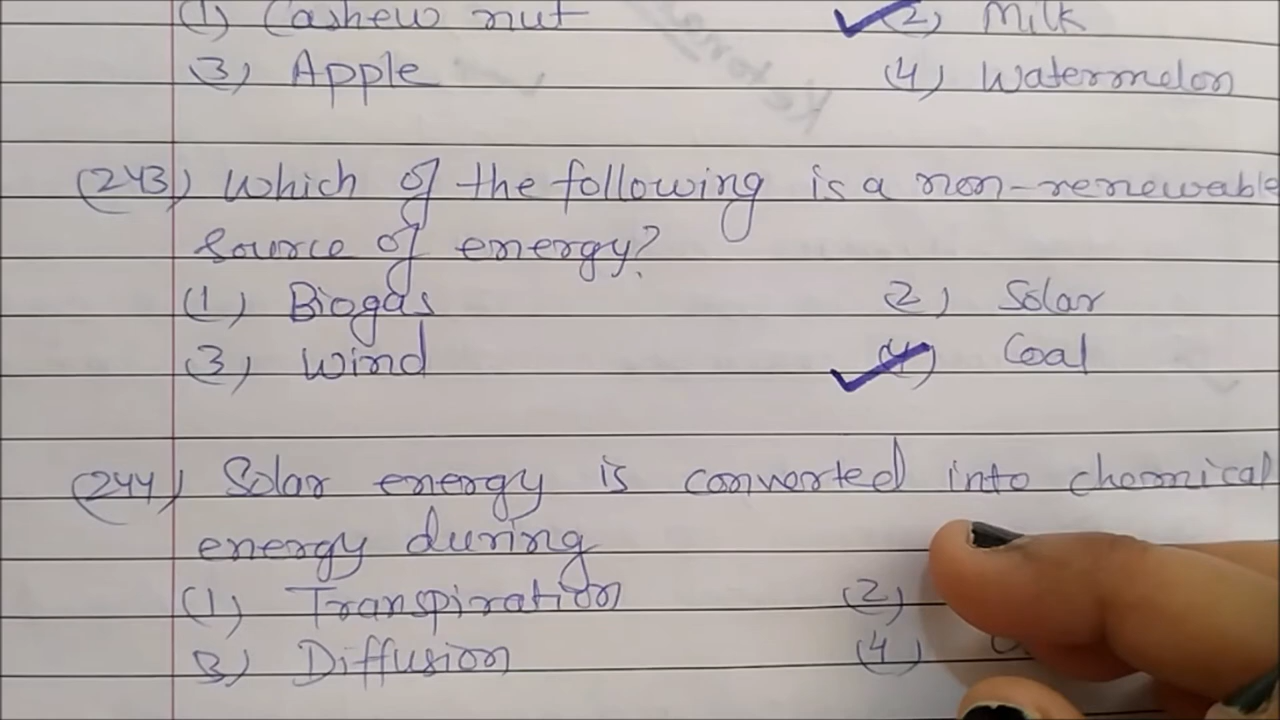 (1) Cashew nut (2) Milk
3) Apple (4) Watermelon
(243) Which of the following is a non-renewable
source of energy?
(1) Biogas 2) Solar
(3) Wind (4) Coal
(244) Solar energy is converted into chemical
energy during
(1) Transpiration (2)
3) Diffusion (4)